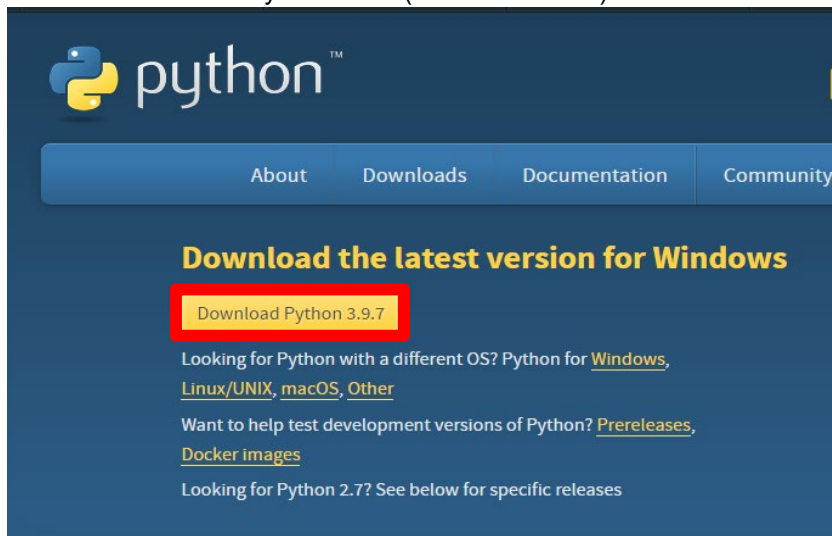 python™
About Downloads Documentation Community
Download the latest version for Windows
Download Python 3.9.7
Looking for Python with a different OS? Python for Windows,
Linux/UNIX, macOS, Other
Want to help test development versions of Python? Prereleases,
Docker images
Looking for Python 2.7? See below for specific releases